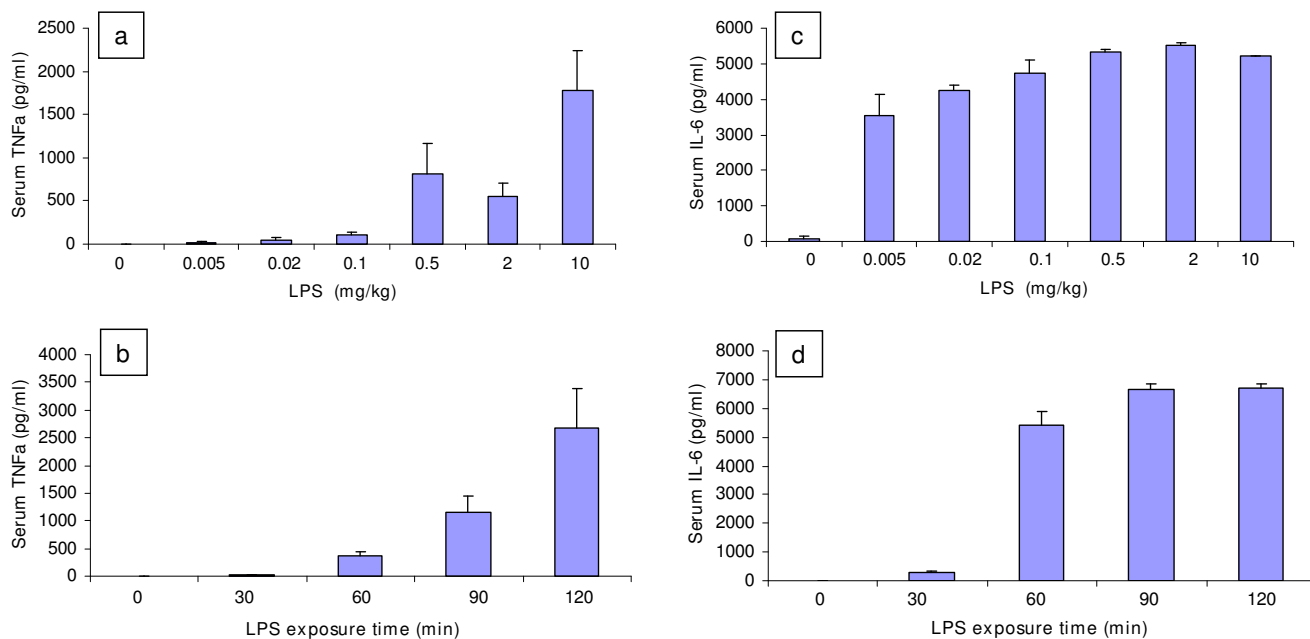 a
Serum TNFa (pg/ml)
2500
2000
1500
1000
500
0
0 0.005 0.02 0.1 0.5 2 10
LPS (mg/kg)
c
Serum IL-6 (pg/ml)
6000
5000
4000
3000
2000
1000
0
0 0.005 0.02 0.1 0.5 2 10
LPS (mg/kg)
b
Serum TNFa (pg/ml)
4000
3500
3000
2500
2000
1500
1000
500
0
0 30 60 90 120
LPS exposure time (min)
d
Serum IL-6 (pg/ml)
8000
7000
6000
5000
4000
3000
2000
1000
0
0 30 60 90 120
LPS exposure time (min)